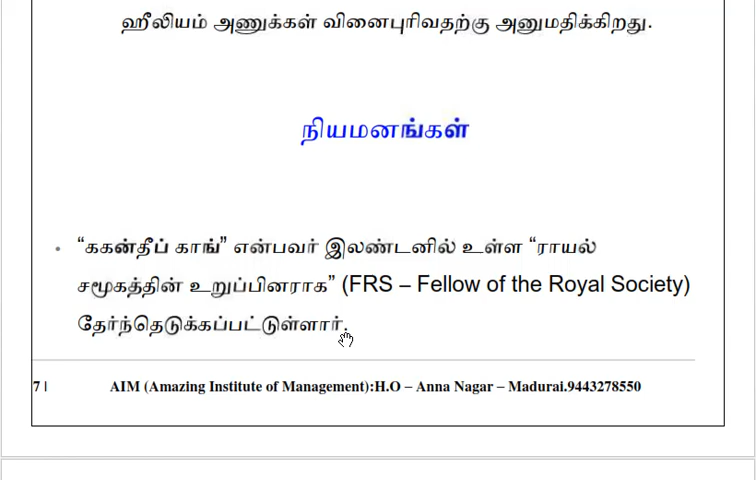 ஹீலியம் அணுக்கள் வினைபுரிவதற்கு அனுமதிக்கிறது.
நியமனங்கள்
• “ககன்தீப் காங்” என்பவர் இலண்டனில் உள்ள “ராயல்
சமூகத்தின் உறுப்பினராக” (FRS – Fellow of the Royal Society)
தேர்ந்தெடுக்கப்பட்டுள்ளார்.
7 | AIM (Amazing Institute of Management):H.O – Anna Nagar – Madurai.9443278550